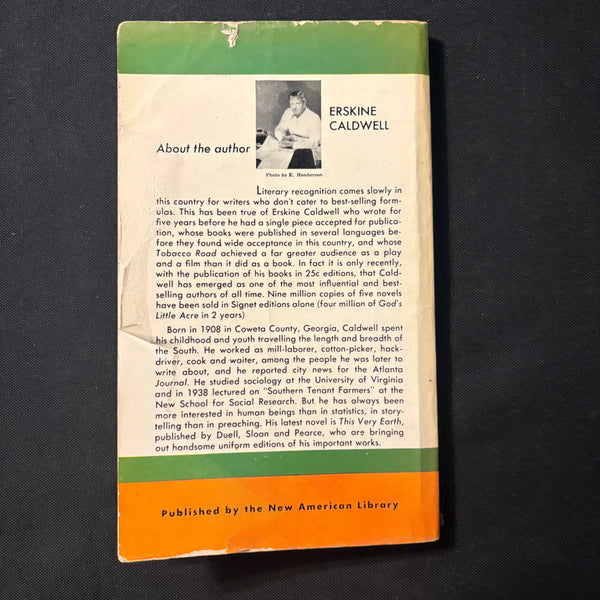 ERSKINE
CALDWELL
About the author
Photo by E. Henderson
Literary recognition comes slowly in
this country for writers who don't cater to best-selling form-
ulas. This has been true of Erskine Caldwell who wrote for
five years before he had a single piece accepted for publica-
tion, whose books were published in several languages be-
fore they found wide acceptance in this country, and whose
Tobacco Road achieved a far greater audience as a play
and a film than it did as a book. In fact it is only recently,
with the publication of his books in 25c editions, that Cald-
well has emerged as one of the most influential and best-
selling authors of all time. Nine million copies of five novels
have been sold in Signet editions alone (four million of God's
Little Acre in 2 years)
Born in 1908 in Coweta County, Georgia, Caldwell spent
his childhood and youth travelling the length and breadth of
the South. He worked as mill-laborer, cotton-picker, hack-
driver, cook and waiter, among the people he was later to
write about, and he reported city news for the Atlanta
Journal. He studied sociology at the University of Virginia
and in 1938 lectured on "Southern Tenant Farmers" at the
New School for Social Research. But he has always been
more interested in human beings than in statistics, in story-
telling than in preaching. His latest novel is This Very Earth,
published by Duell, Sloan and Pearce, who are bringing
out handsome uniform editions of his important works.
Published by the New American Library